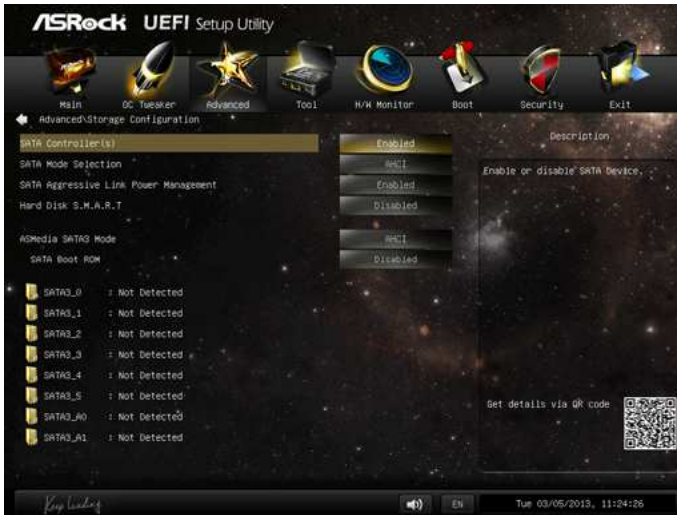 ASRock UEFI Setup Utility
Main OC Tweaker Advanced Tool H/W Monitor Boot Security Exit
Advanced\Storage Configuration
Description
SATA Controller(s) Enabled
Enable or disable SATA Device.
SATA Mode Selection AHCI
SATA Aggressive Link Power Management Enabled
Hard Disk S.M.A.R.T Disabled
ASMedia SATA3 Mode AHCI
SATA Boot ROM Disabled
SATA3_0 : Not Detected
SATA3_1 : Not Detected
SATA3_2 : Not Detected
SATA3_3 : Not Detected
SATA3_4 : Not Detected
SATA3_5 : Not Detected
SATA3_A0 : Not Detected
SATA3_A1 : Not Detected
Get details via QR code
Keep Leading
EN
Tue 03/05/2013, 11:24:26